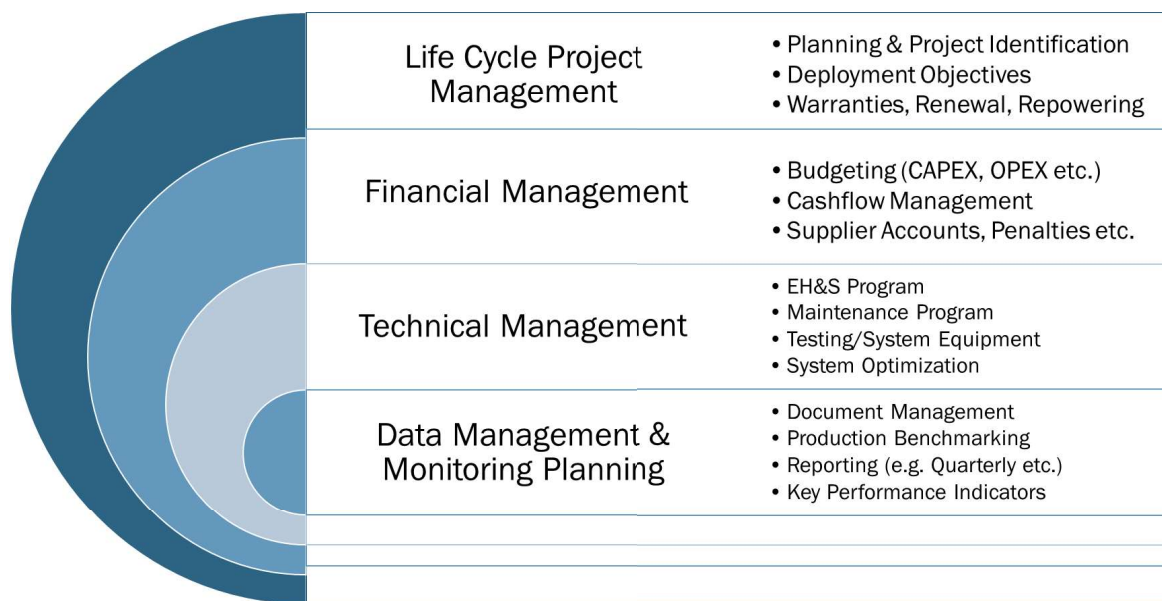 Life Cycle Project
Management
• Planning & Project Identification
• Deployment Objectives
• Warranties, Renewal, Repowering
Financial Management
• Budgeting (CAPEX, OPEX etc.)
• Cashflow Management
• Supplier Accounts, Penalties etc.
Technical Management
• EH&S Program
• Maintenance Program
• Testing/System Equipment
• System Optimization
Data Management &
Monitoring Planning
• Document Management
• Production Benchmarking
• Reporting (e.g. Quarterly etc.)
• Key Performance Indicators